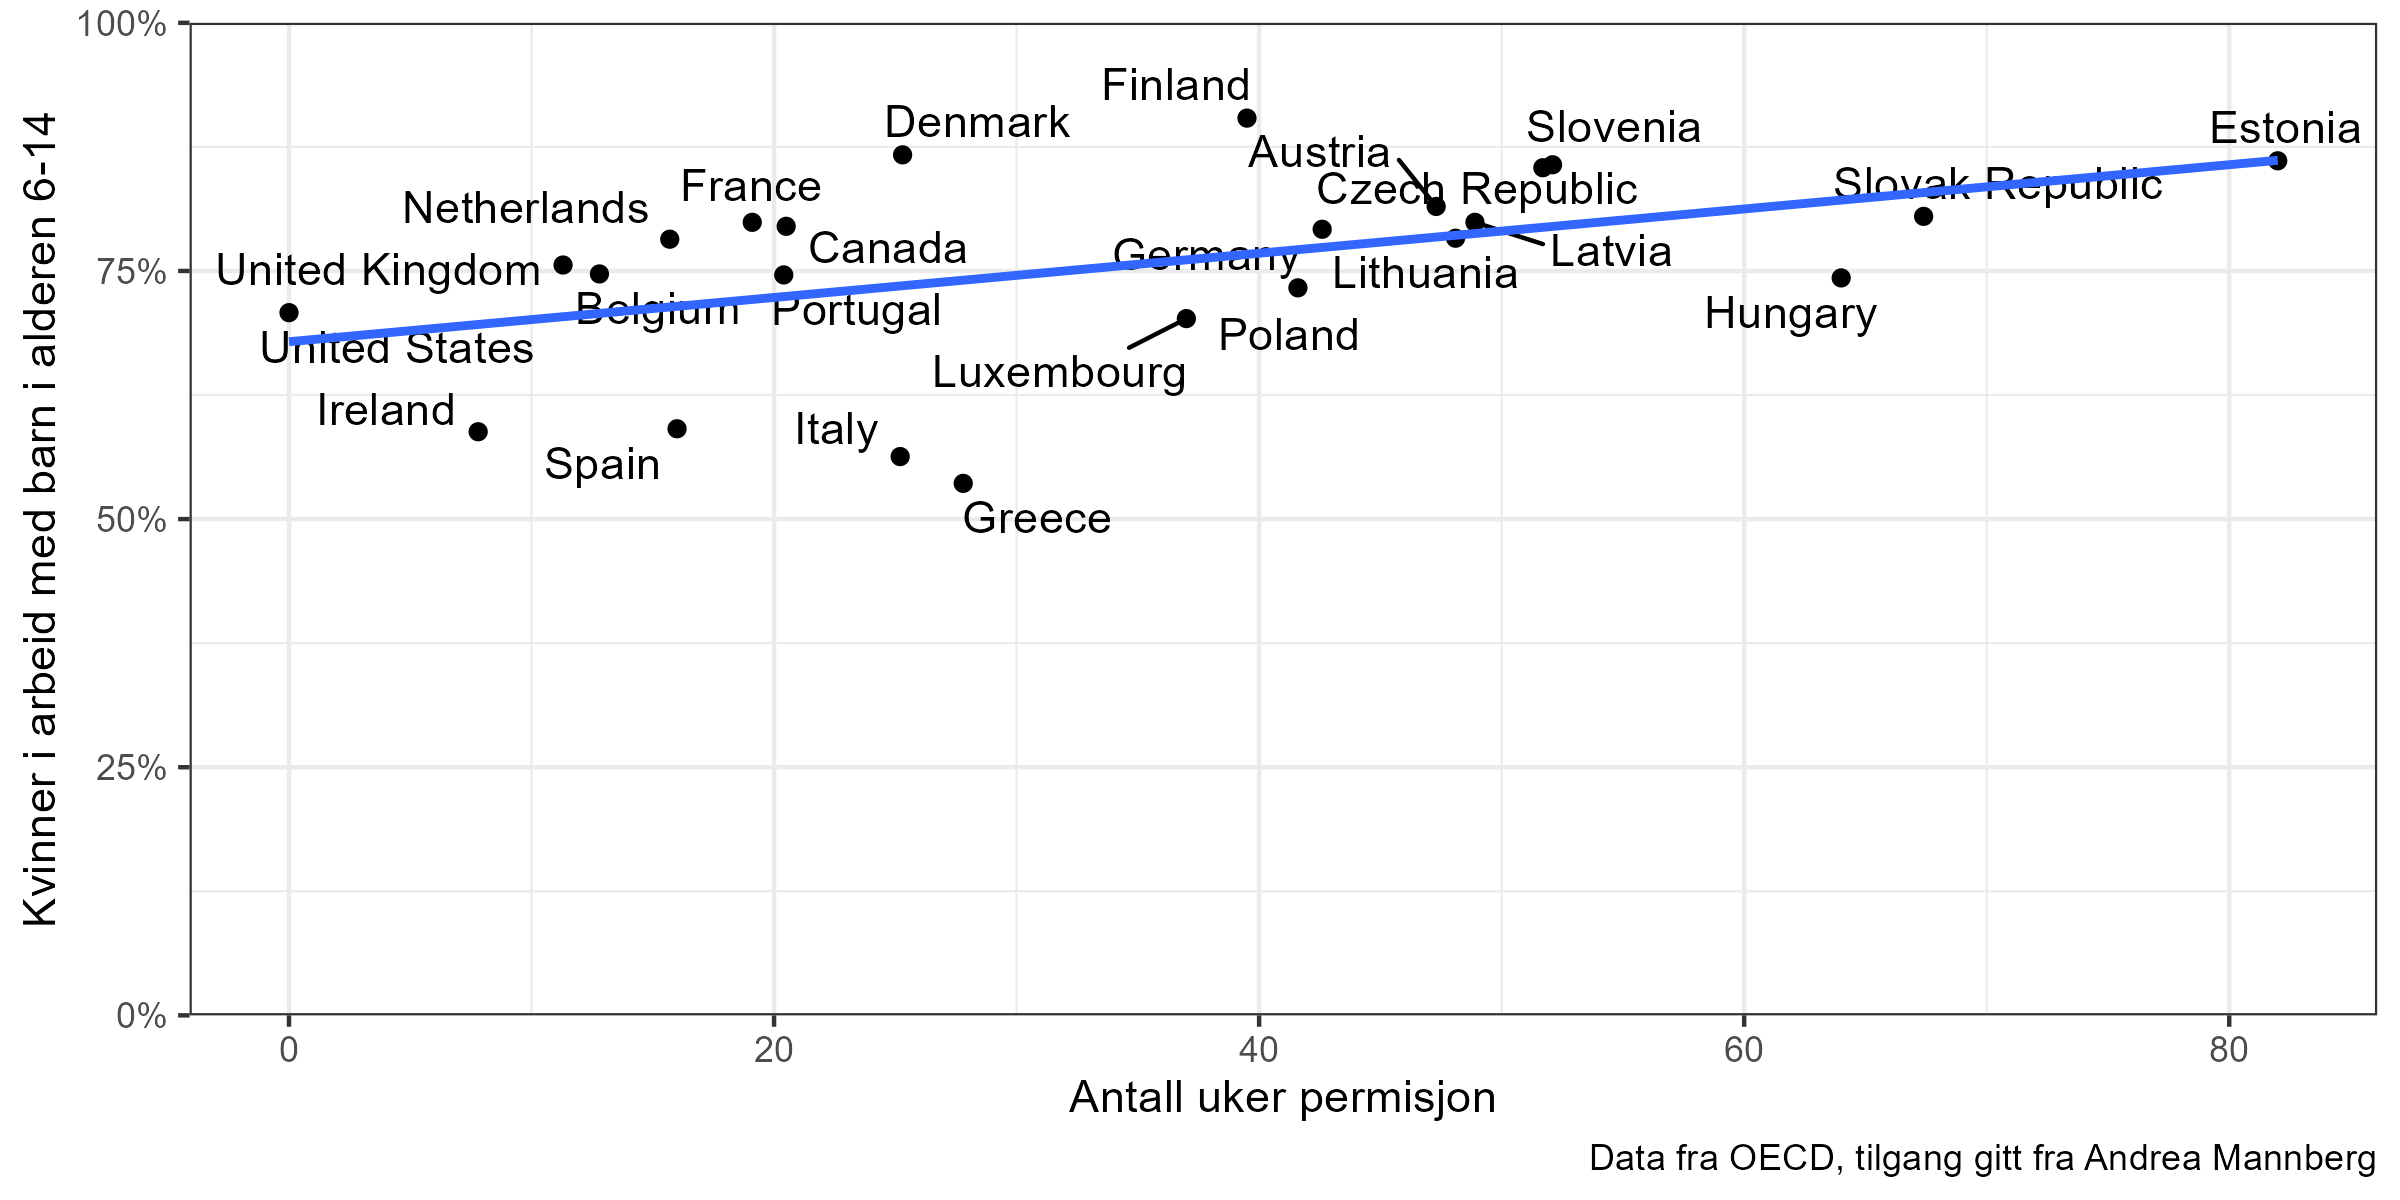 100%
75%
50%
25%
0%
Kvinner i arbeid med barn i alderen 6-14
Finland
Denmark
Slovenia
Estonia
Austria
France
Czech Republic
Slovak Republic
Netherlands
Canada
Germany
Latvia
United Kingdom
Lithuania
Belgium
Portugal
Hungary
Poland
United States
Luxembourg
Ireland
Italy
Spain
Greece
0 20 40 60 80
Antall uker permisjon
Data fra OECD, tilgang gitt fra Andrea Mannberg